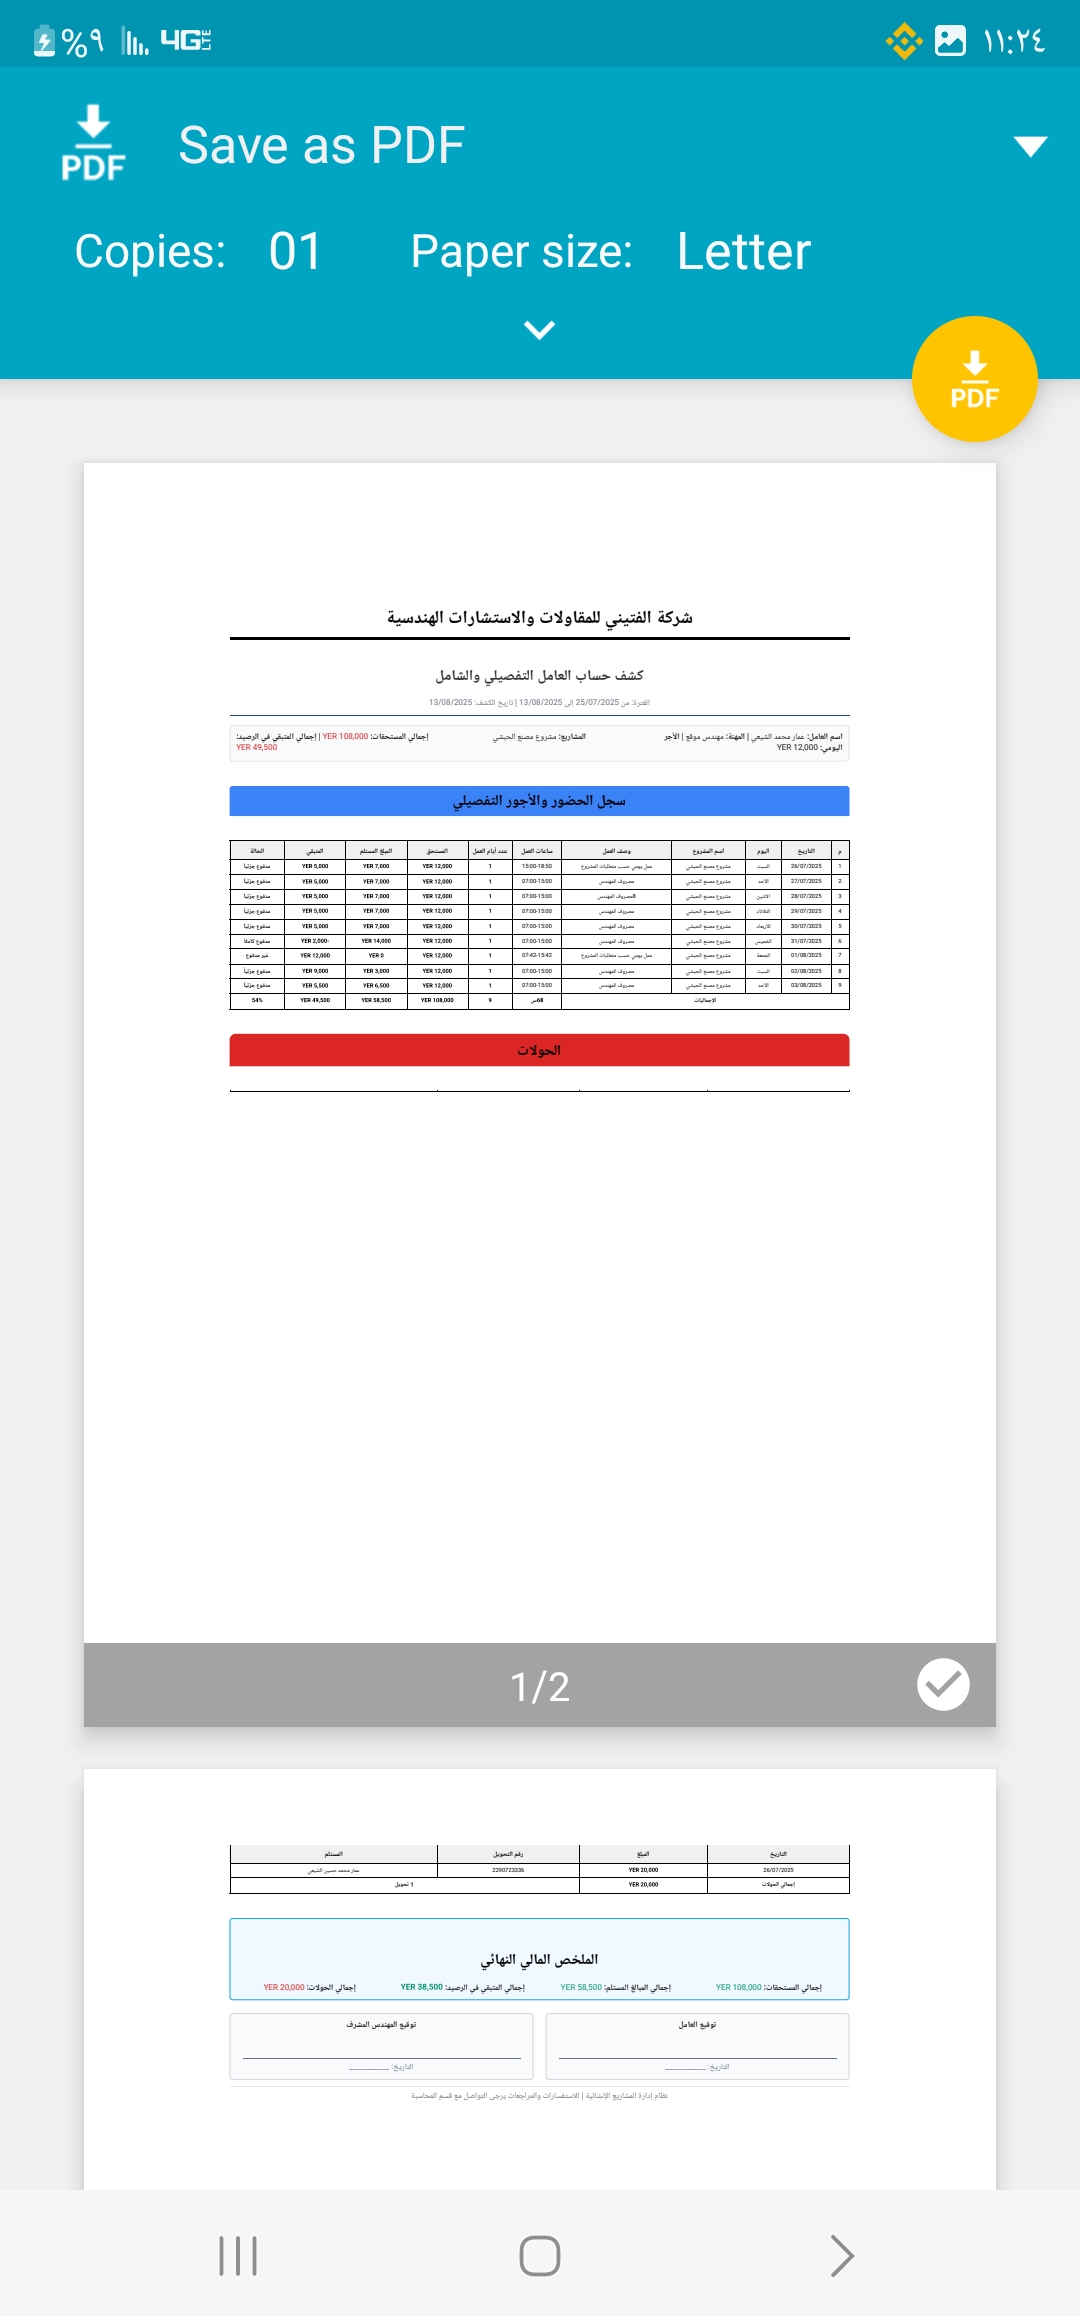 %٩ 4G LTE ١١:٢٤
PDF Save as PDF
Copies: 01 Paper size: Letter
PDF
شركة الفتيني للمقاولات والاستشارات الهندسية
كشف حساب العامل التفصيلي والشامل
الفترة: من 25/07/2025 إلى 13/08/2025 | تاريخ الكشف: 13/08/2025
اسم العامل: عمار محمد الشيعي | المهنة: مهندس موقع | الأجر اليومي: YER 12,000
المشاريع: مشروع مصنع الحبشي
إجمالي المستحقات: YER 108,000 | إجمالي المتبقي في الرصيد: YER 49,500
سجل الحضور والأجور التفصيلي
م التاريخ اليوم اسم المشروع وصف العمل ساعات العمل عدد أيام العمل المستحق المبلغ المستلم المتبقي الحالة
1 26/07/2025 السبت مشروع مصنع الحبشي عمل يومي حسب متطلبات المشروع 15:00-18:50 1 YER 12,000 YER 7,000 YER 5,000 مدفوع جزئياً
2 27/07/2025 الأحد مشروع مصنع الحبشي مصروف المهندس 07:00-15:00 1 YER 12,000 YER 7,000 YER 5,000 مدفوع جزئياً
3 28/07/2025 الاثنين مشروع مصنع الحبشي المهندس 07:00-15:00 1 YER 12,000 YER 7,000 YER 5,000 مدفوع جزئياً
4 29/07/2025 الثلاثاء مشروع مصنع الحبشي مصروف المهندس 07:00-15:00 1 YER 12,000 YER 7,000 YER 5,000 مدفوع جزئياً
5 30/07/2025 الأربعاء مشروع مصنع الحبشي مصروف المهندس 07:00-15:00 1 YER 12,000 YER 7,000 YER 5,000 مدفوع جزئياً
6 31/07/2025 الخميس مشروع مصنع الحبشي مصروف المهندس 07:00-15:00 1 YER 12,000 YER 14,000 YER 2,000- مدفوع كاملاً
7 01/08/2025 الجمعة مشروع مصنع الحبشي عمل يومي حسب متطلبات المشروع 07:42-15:42 1 YER 12,000 YER 0 YER 12,000 غير مدفوع
8 02/08/2025 السبت مشروع مصنع الحبشي مصروف المهندس 07:00-15:00 1 YER 12,000 YER 3,000 YER 9,000 مدفوع جزئياً
9 03/08/2025 الأحد مشروع مصنع الحبشي مصروف المهندس 07:00-15:00 1 YER 12,000 YER 6,500 YER 5,500 مدفوع جزئياً
الإجماليات 68س 9 YER 108,000 YER 58,500 YER 49,500 54%
الحولات
1/2
التاريخ المبلغ رقم التحويل المستلم
26/07/2025 YER 20,000 2290723336 عمار محمد حسين الشيعي
إجمالي الحولات YER 20,000 1 تحويل
الملخص المالي النهائي
إجمالي المستحقات: YER 108,000 إجمالي المبالغ المستلم: YER 58,500 إجمالي المتبقي في الرصيد: YER 38,500 إجمالي الحولات: YER 20,000
توقيع العامل توقيع المهندس المشرف
التاريخ: __________ التاريخ: __________
نظام إدارة المشاريع الإنشائية | للاستفسارات والمراجعات يرجى التواصل مع قسم المحاسبة